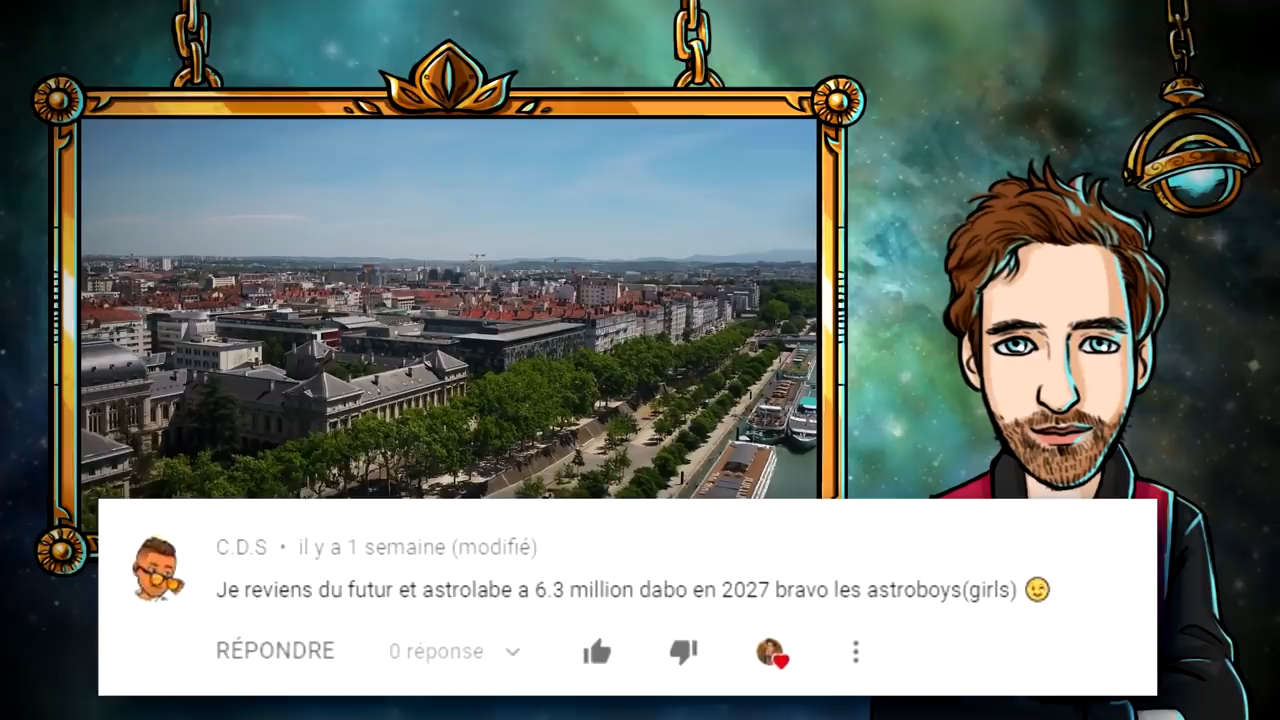 C.D.S • il y a 1 semaine (modifié)
Je reviens du futur et astrolabe a 6.3 million dabo en 2027 bravo les astroboys(girls) 😉
RÉPONDRE 0 réponse